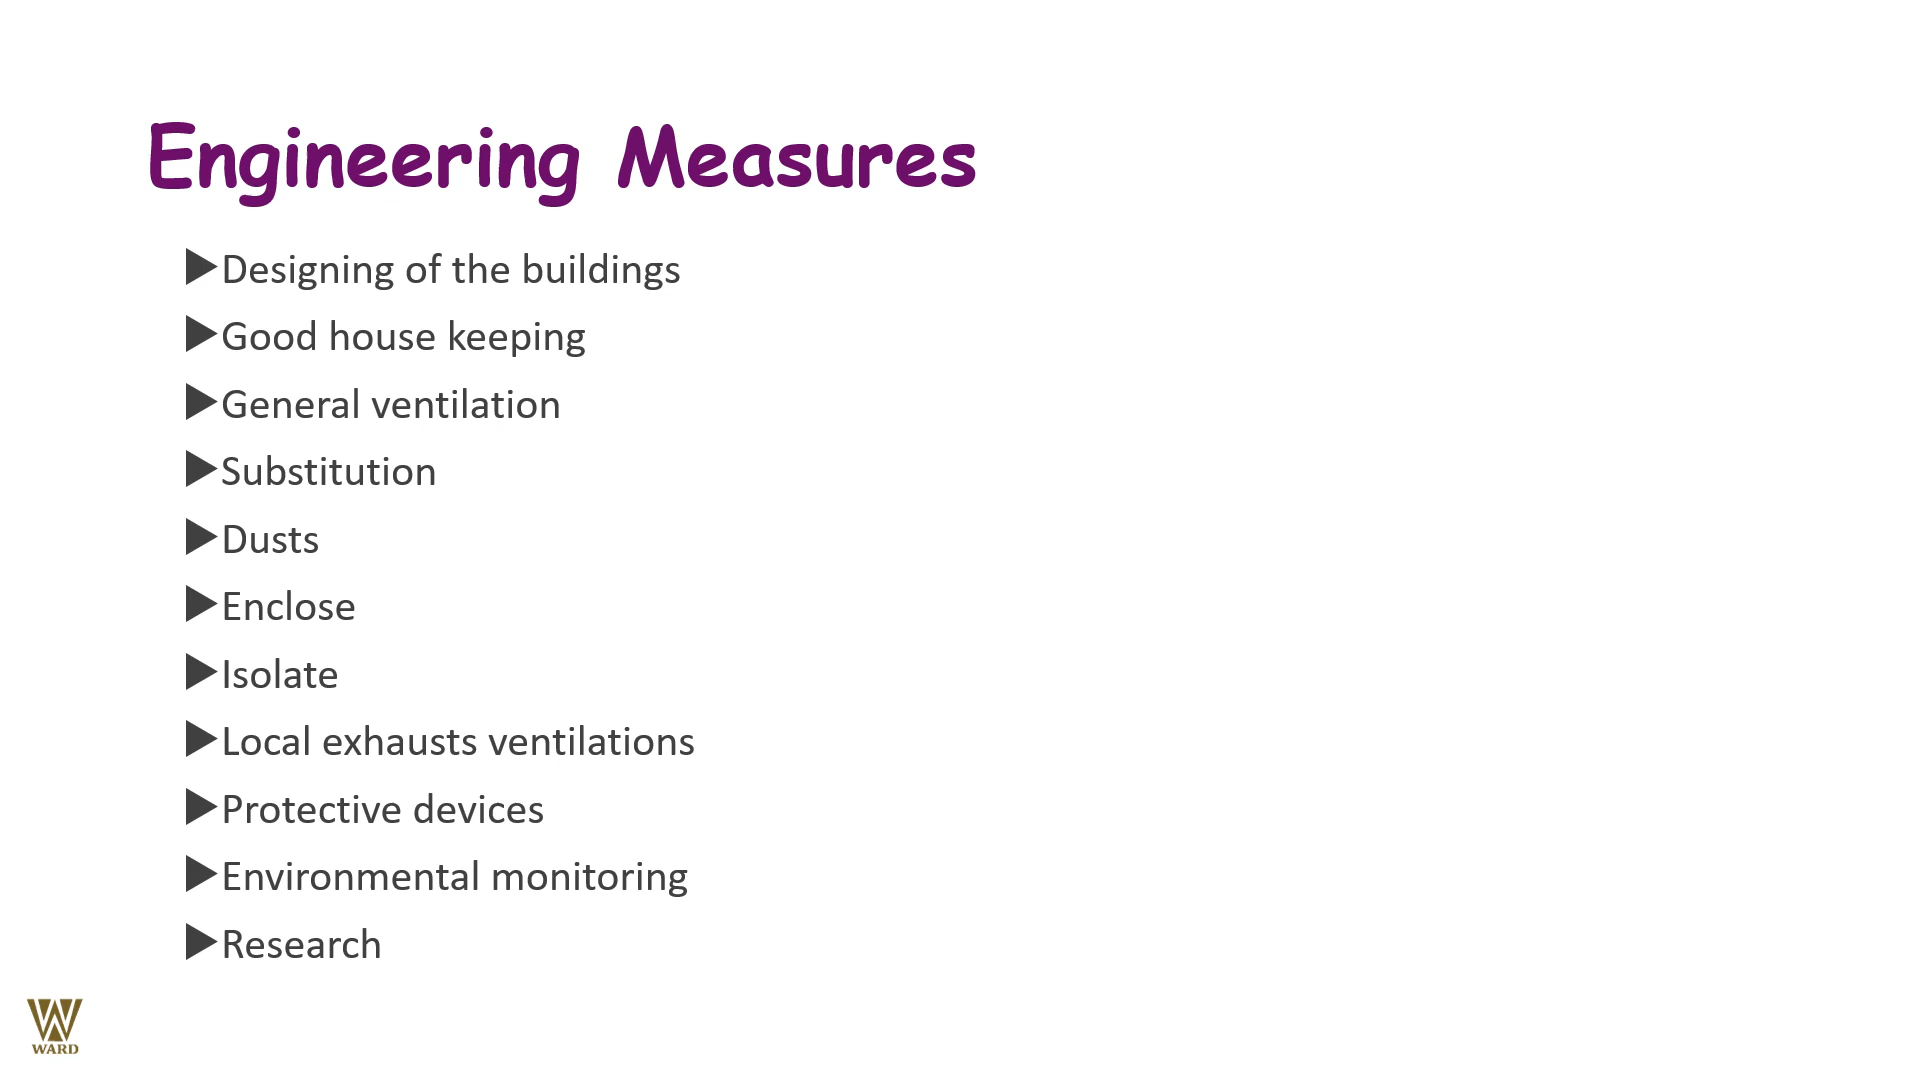 Engineering Measures
▶Designing of the buildings
▶Good house keeping
▶General ventilation
▶Substitution
▶Dusts
▶Enclose
▶Isolate
▶Local exhausts ventilations
▶Protective devices
▶Environmental monitoring
▶Research
WARD